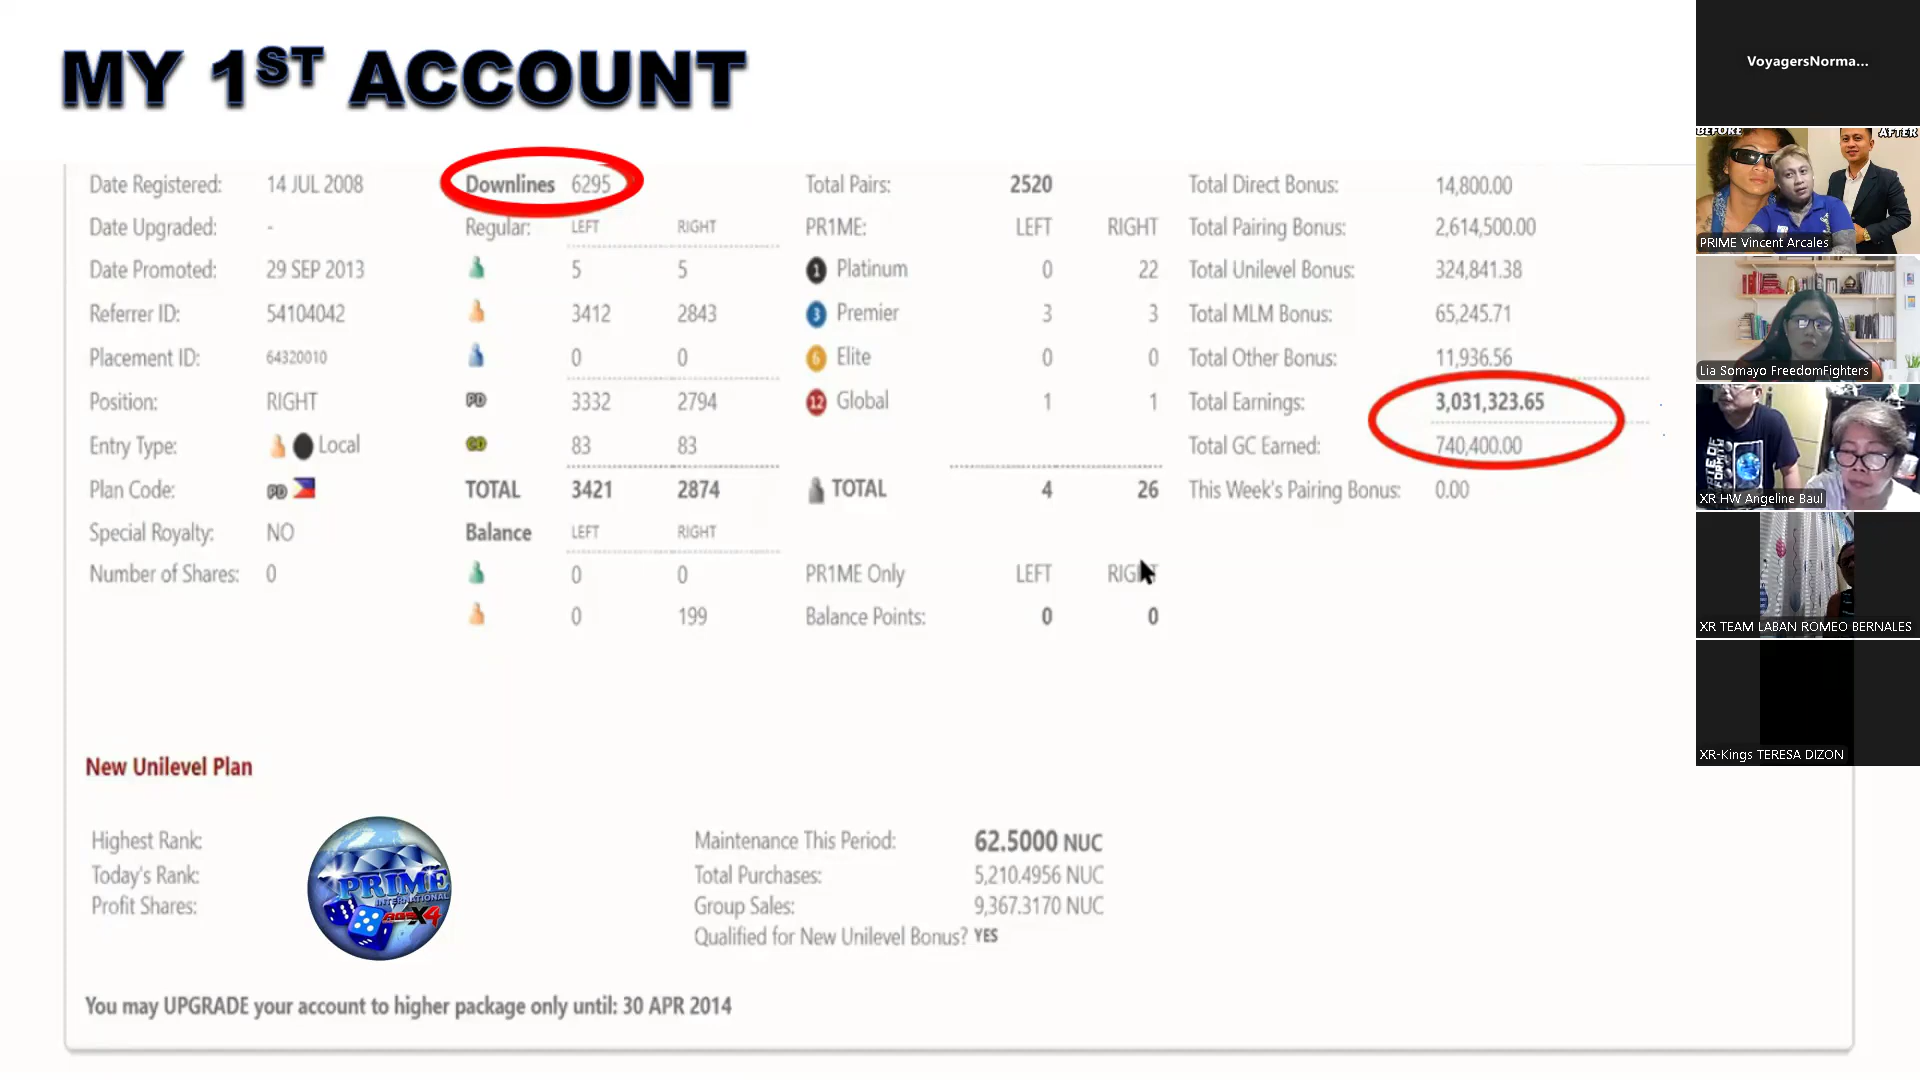 MY 1ST ACCOUNT
Date Registered: 14 JUL 2008
Date Upgraded: -
Date Promoted: 29 SEP 2013
Referrer ID: 54104042
Placement ID: 64320010
Position: RIGHT
Entry Type: Local
Plan Code: PD
Special Royalty: NO
Number of Shares: 0
Downlines 6295
Regular: LEFT RIGHT
5 5
3412 2843
0 0
PD 3332 2794
CD 83 83
TOTAL 3421 2874
Balance LEFT RIGHT
0 0
0 199
Total Pairs: 2520
PR1ME: LEFT RIGHT
1 Platinum 0 22
3 Premier 3 3
6 Elite 0 0
12 Global 1 1
TOTAL 4 26
PR1ME Only LEFT RIGHT
Balance Points: 0 0
Total Direct Bonus: 14,800.00
Total Pairing Bonus: 2,614,500.00
Total Unilevel Bonus: 324,841.38
Total MLM Bonus: 65,245.71
Total Other Bonus: 11,936.56
Total Earnings: 3,031,323.65
Total GC Earned: 740,400.00
This Week's Pairing Bonus: 0.00
New Unilevel Plan
Highest Rank:
Today's Rank:
Profit Shares:
PRIME
INTERNATIONAL
Maintenance This Period: 62.5000 NUC
Total Purchases: 5,210.4956 NUC
Group Sales: 9,367.3170 NUC
Qualified for New Unilevel Bonus? YES
You may UPGRADE your account to higher package only until: 30 APR 2014
VoyagersNorma...
BEFORE AFTER
PRIME Vincent Arcales
Lia Somayo FreedomFighters
XR HW Angeline Baul
XR TEAM LABAN ROMEO BERNALES
XR-Kings TERESA DIZON